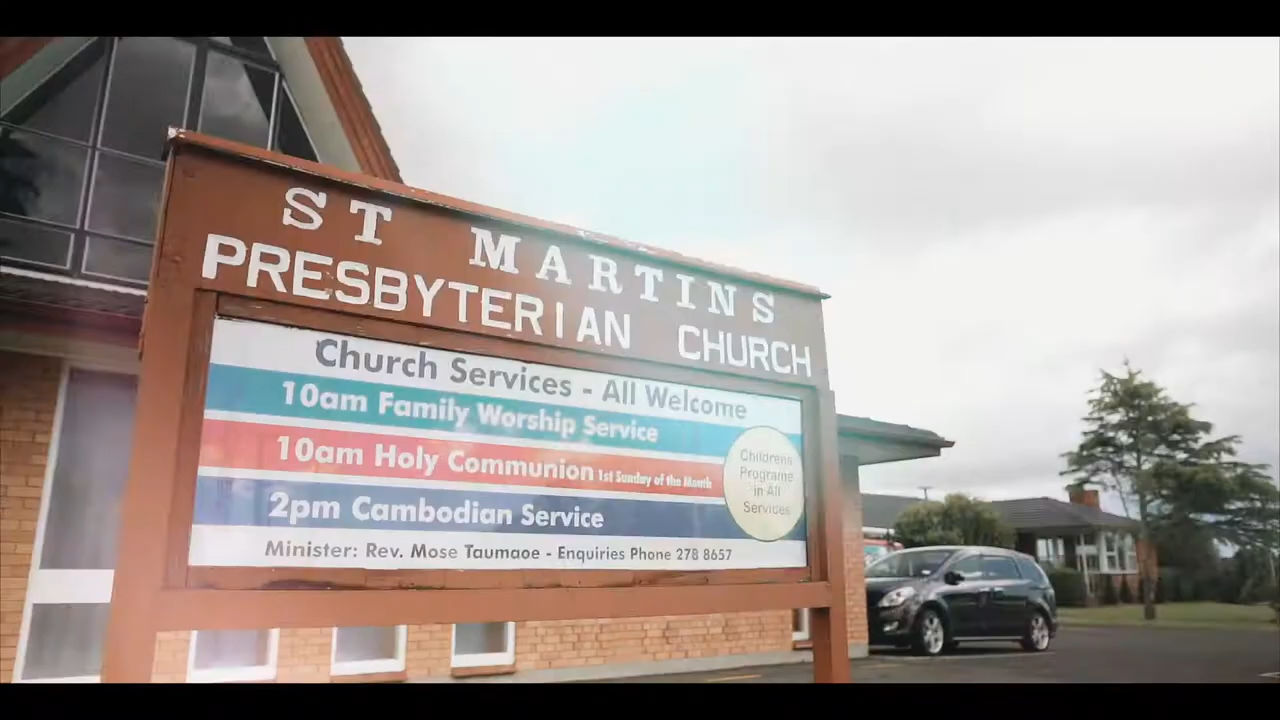 ST MARTINS
PRESBYTERIAN CHURCH
Church Services - All Welcome
10am Family Worship Service
10am Holy Communion 1st Sunday of the Month
2pm Cambodian Service
Childrens
Programe
in All
Services
Minister: Rev. Mose Taumaoe - Enquiries Phone 278 8657